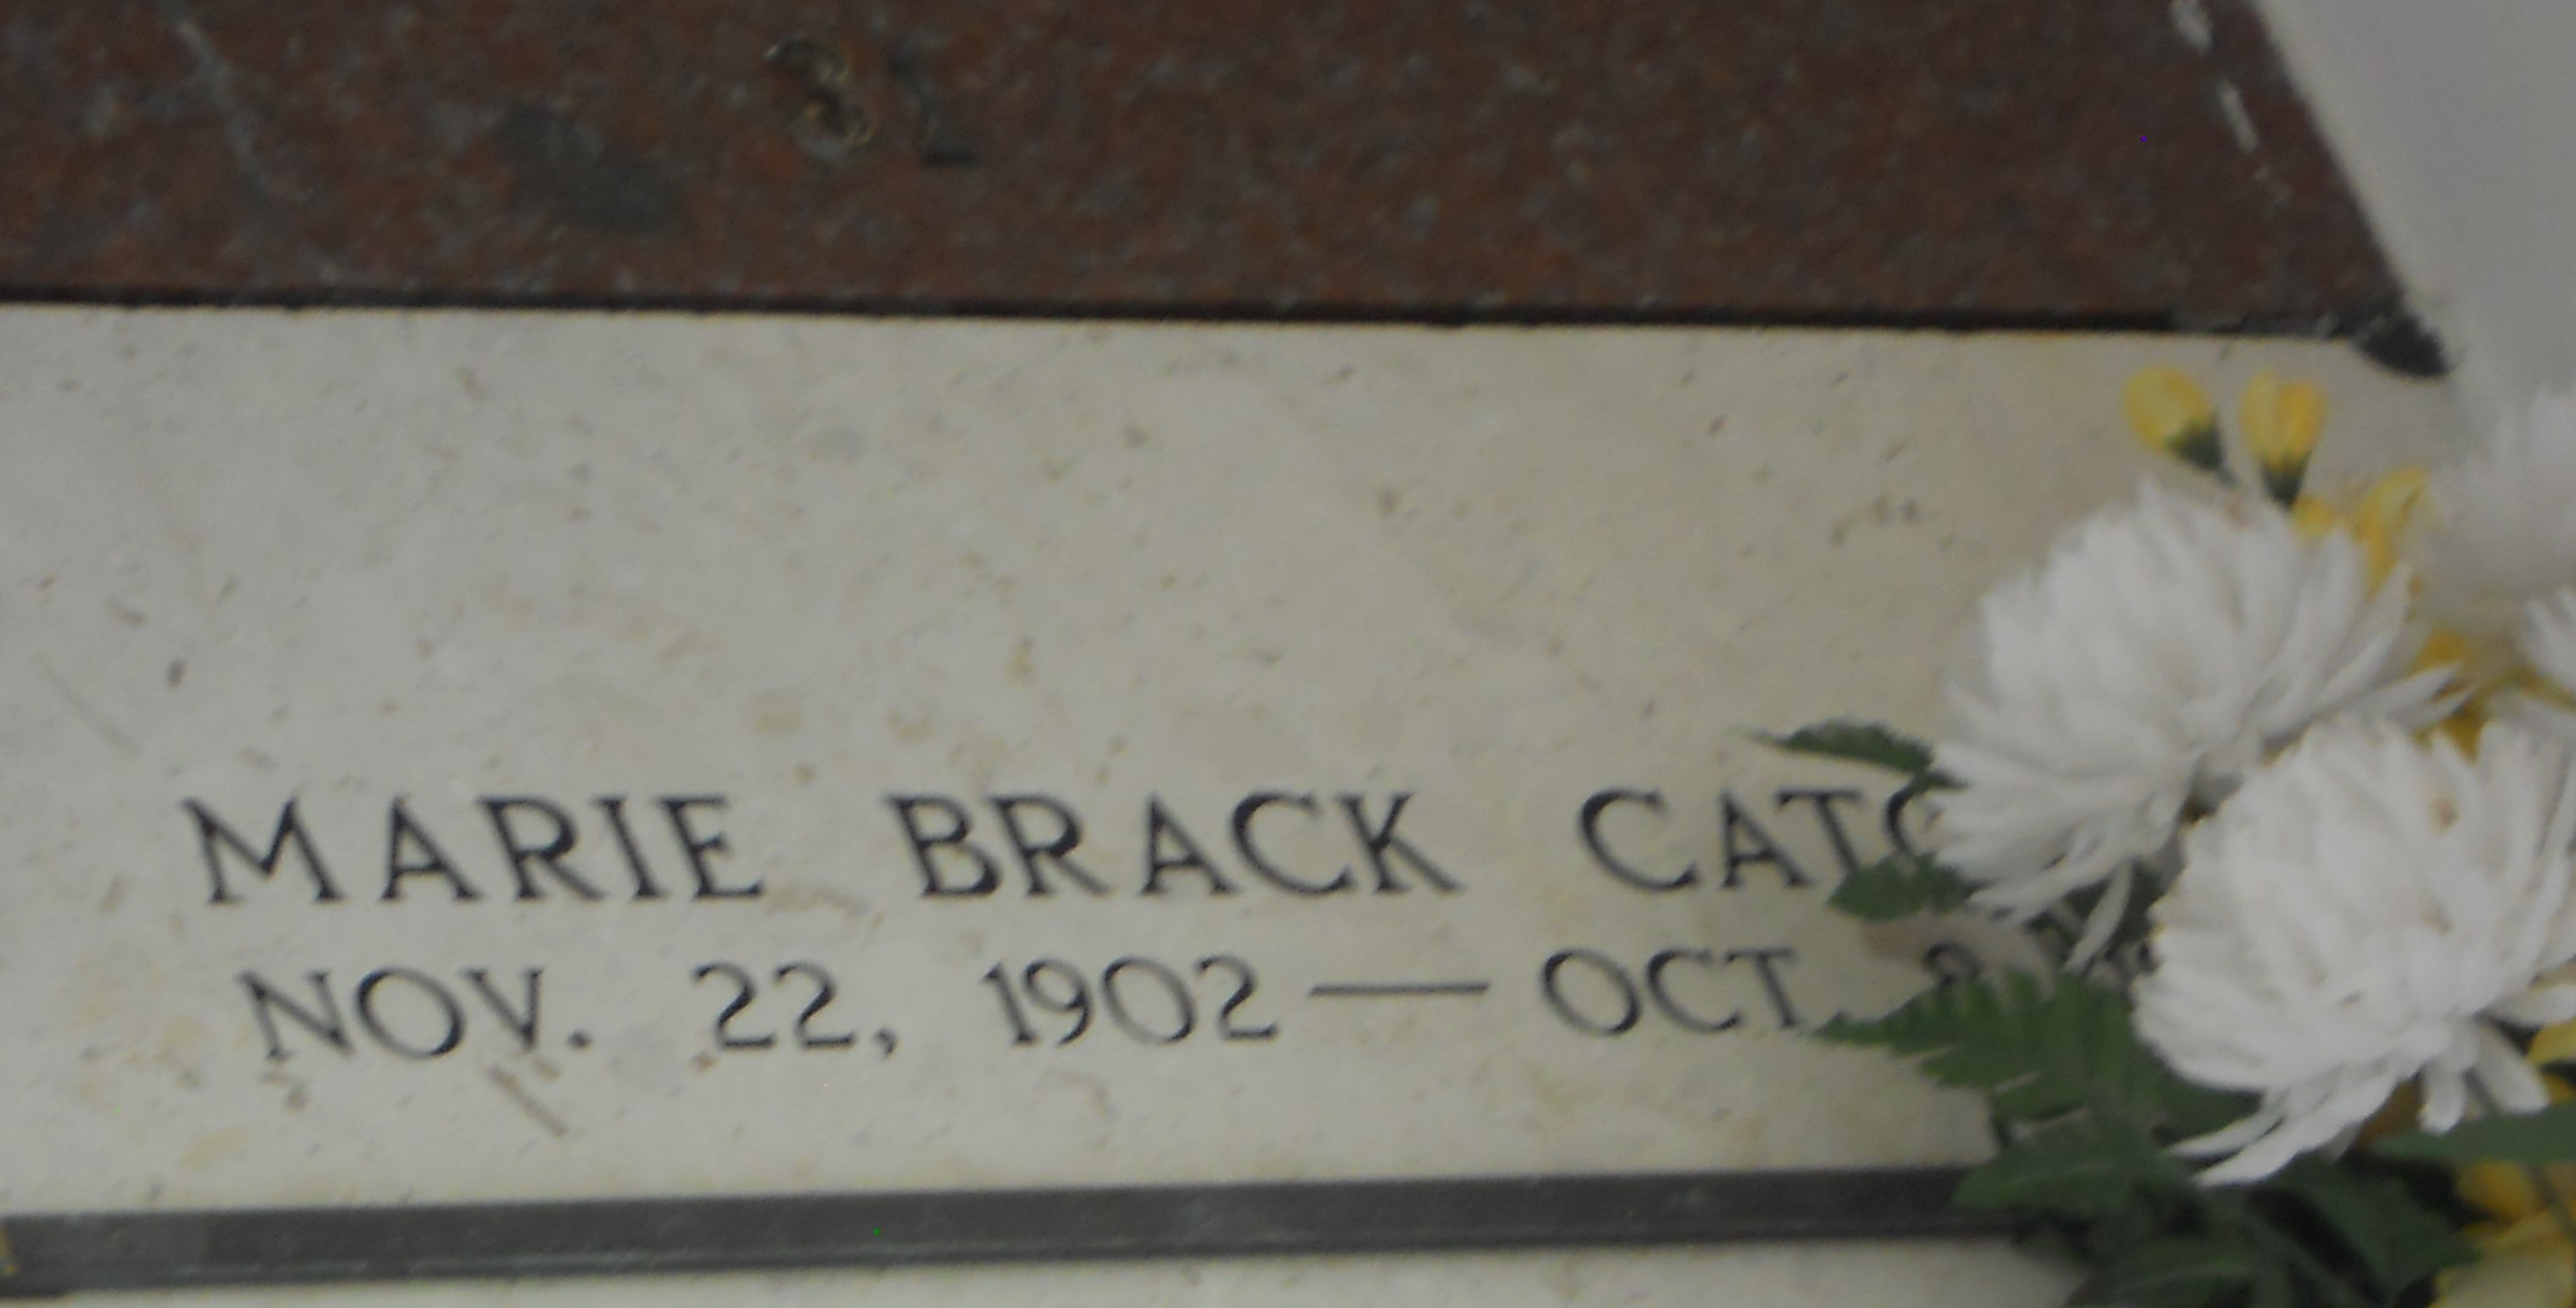 MARIE BRACK
NOV. 22, 1902 — OCT.